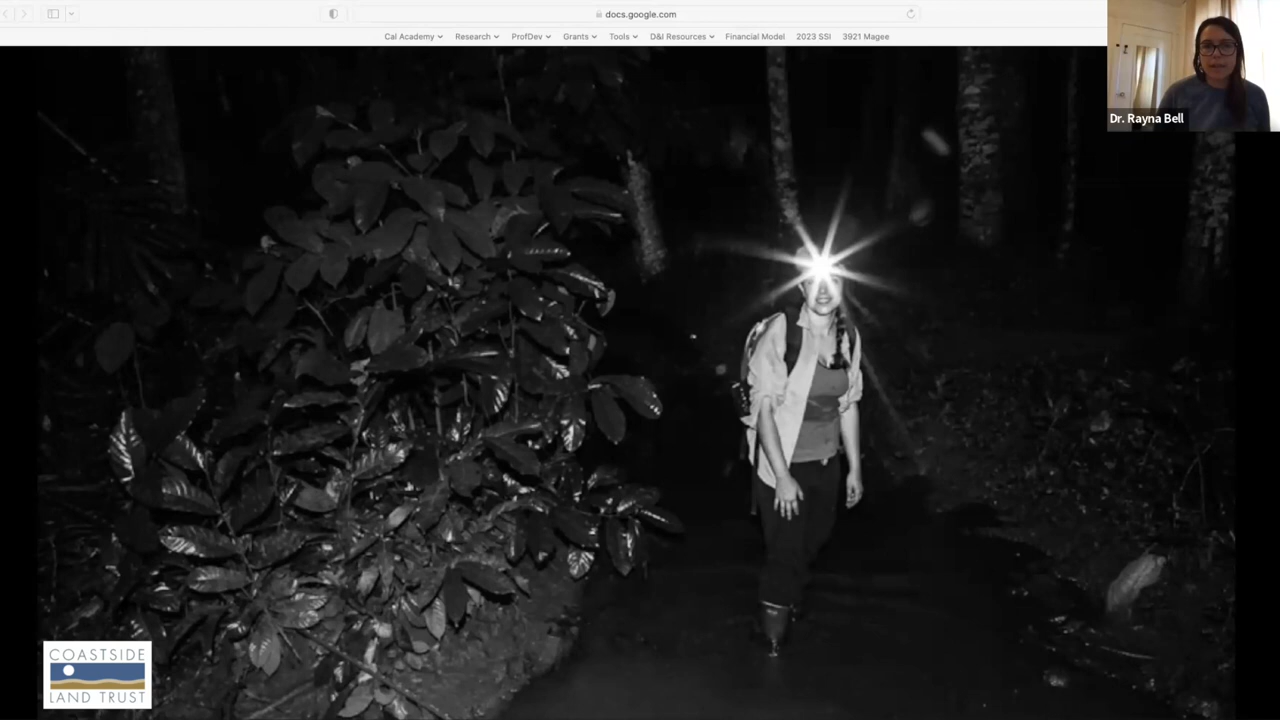 docs.google.com
Cal Academy Research ProfDev Grants Tools D&I Resources Financial Model 2023 SSI 3921 Magee
Dr. Rayna Bell
COASTSIDE
LAND TRUST